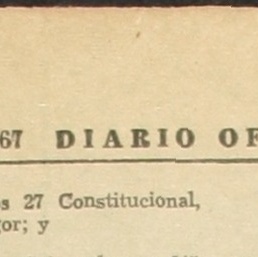 67 DIARIO OF
s 27 Constitucional,
or; y